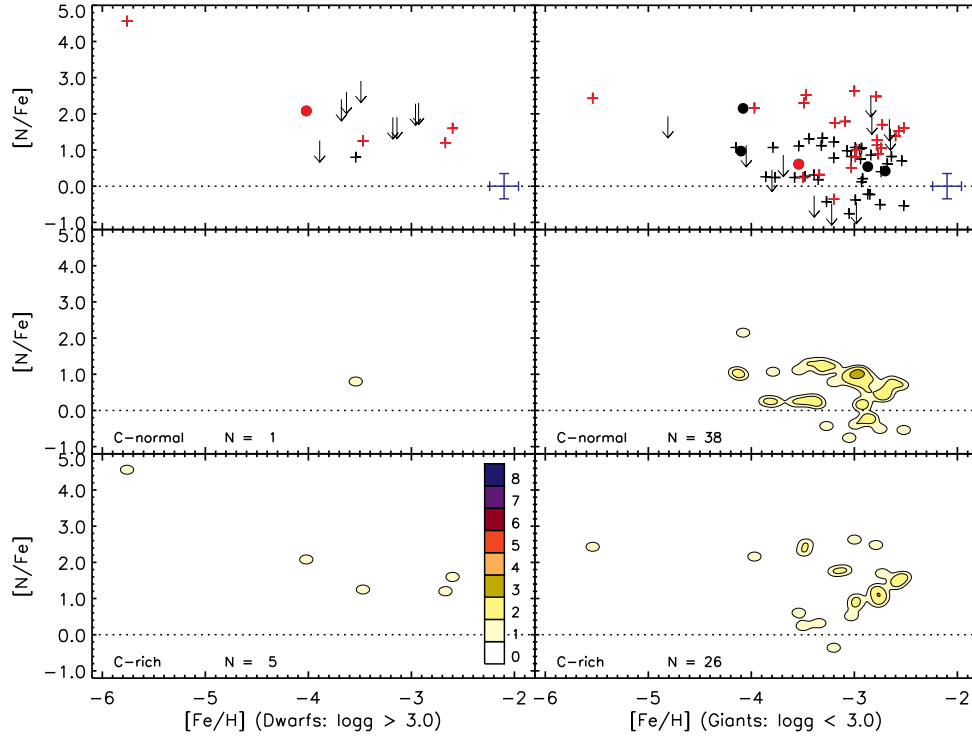 5.0
4.0
3.0
2.0
1.0
0.0
−1.0
[N/Fe]
4.0
3.0
2.0
1.0
0.0
−1.0
[N/Fe]
C−normal N = 1
C−normal N = 38
5.0
4.0
3.0
2.0
1.0
0.0
−1.0
[N/Fe]
8
7
6
5
4
3
2
1
0
C−rich N = 5
C−rich N = 26
−6 −5 −4 −3 −2
−6 −5 −4 −3 −2
[Fe/H] (Dwarfs: logg > 3.0)
[Fe/H] (Giants: logg < 3.0)